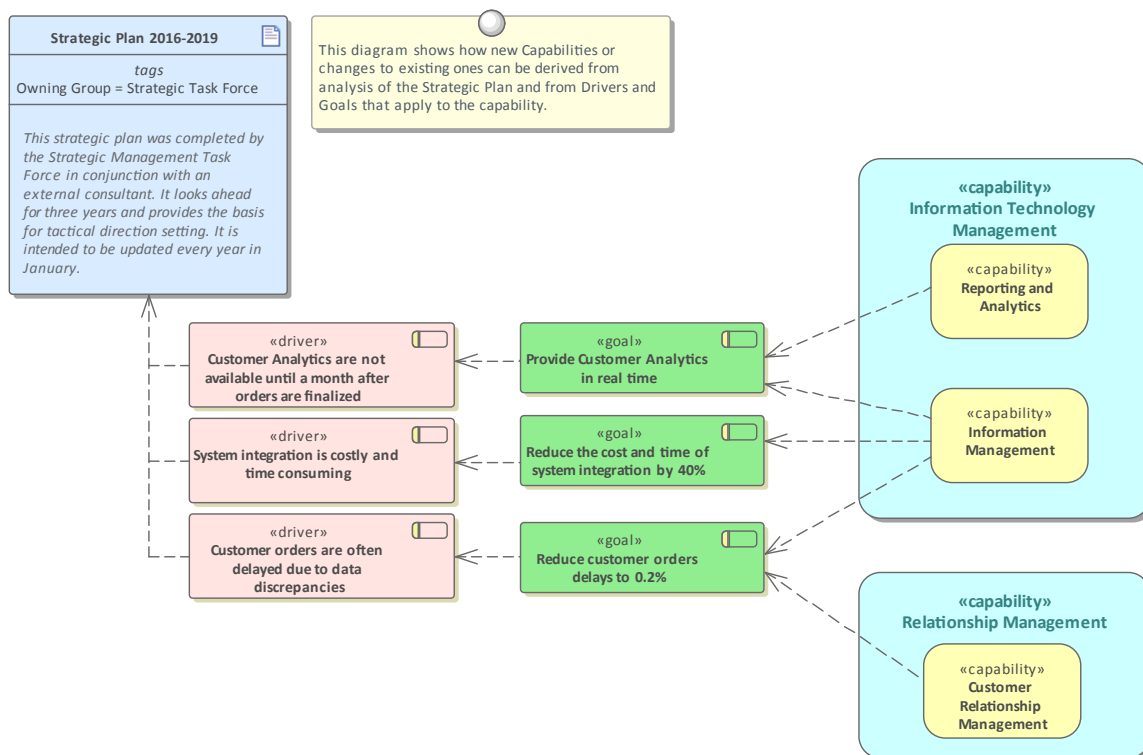 Strategic Plan 2016-2019
tags
Owning Group = Strategic Task Force
This strategic plan was completed by
the Strategic Management Task
Force in conjunction with an
external consultant. It looks ahead
for three years and provides the basis
for tactical direction setting. It is
intended to be updated every year in
January.
This diagram shows how new Capabilities or
changes to existing ones can be derived from
analysis of the Strategic Plan and from Drivers and
Goals that apply to the capability.
«driver»
Customer Analytics are not
available until a month after
orders are finalized
«driver»
System integration is costly and
time consuming
«driver»
Customer orders are often
delayed due to data
discrepancies
«goal»
Provide Customer Analytics
in real time
«goal»
Reduce the cost and time of
system integration by 40%
«goal»
Reduce customer orders
delays to 0.2%
«capability»
Information Technology
Management
«capability»
Reporting and
Analytics
«capability»
Information
Management
«capability»
Relationship Management
«capability»
Customer
Relationship
Management